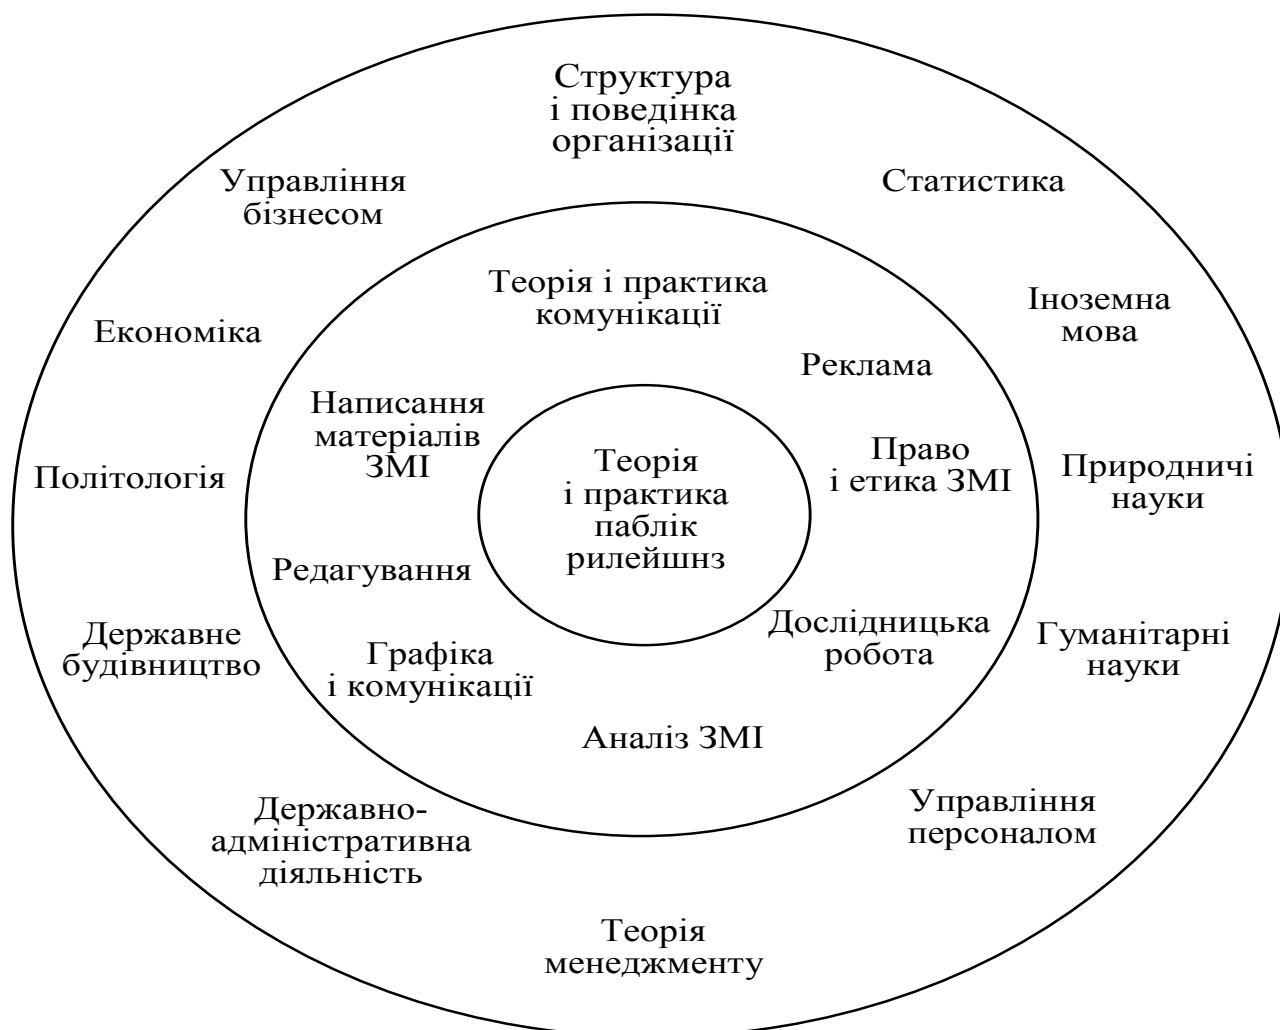 Структура
і поведінка
організації
Управління
бізнесом
Статистика
Теорія і практика
комунікації
Іноземна
мова
Економіка
Реклама
Написання
матеріалів
ЗМІ
Право
і етика ЗМІ
Теорія
і практика
паблік
рилейшнз
Політологія
Природничі
науки
Редагування
Державне
будівництво
Графіка
і комунікації
Дослідницька
робота
Гуманітарні
науки
Аналіз ЗМІ
Державно-
адміністративна
діяльність
Управління
персоналом
Теорія
менеджменту